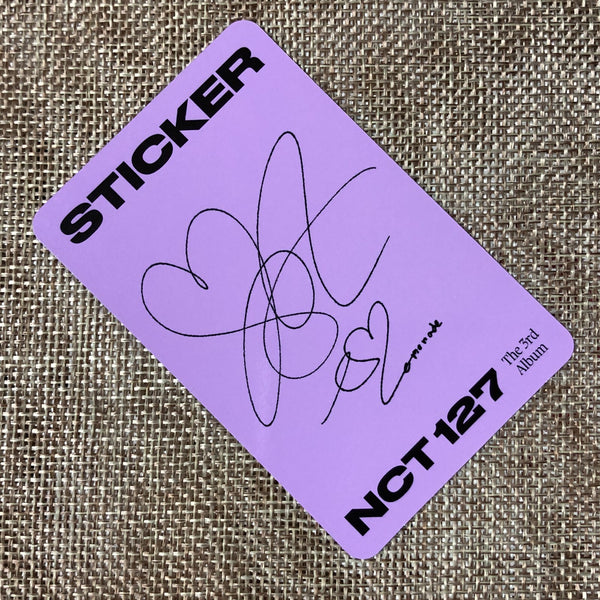 STICKER
NCT 127
The 3rd
Album